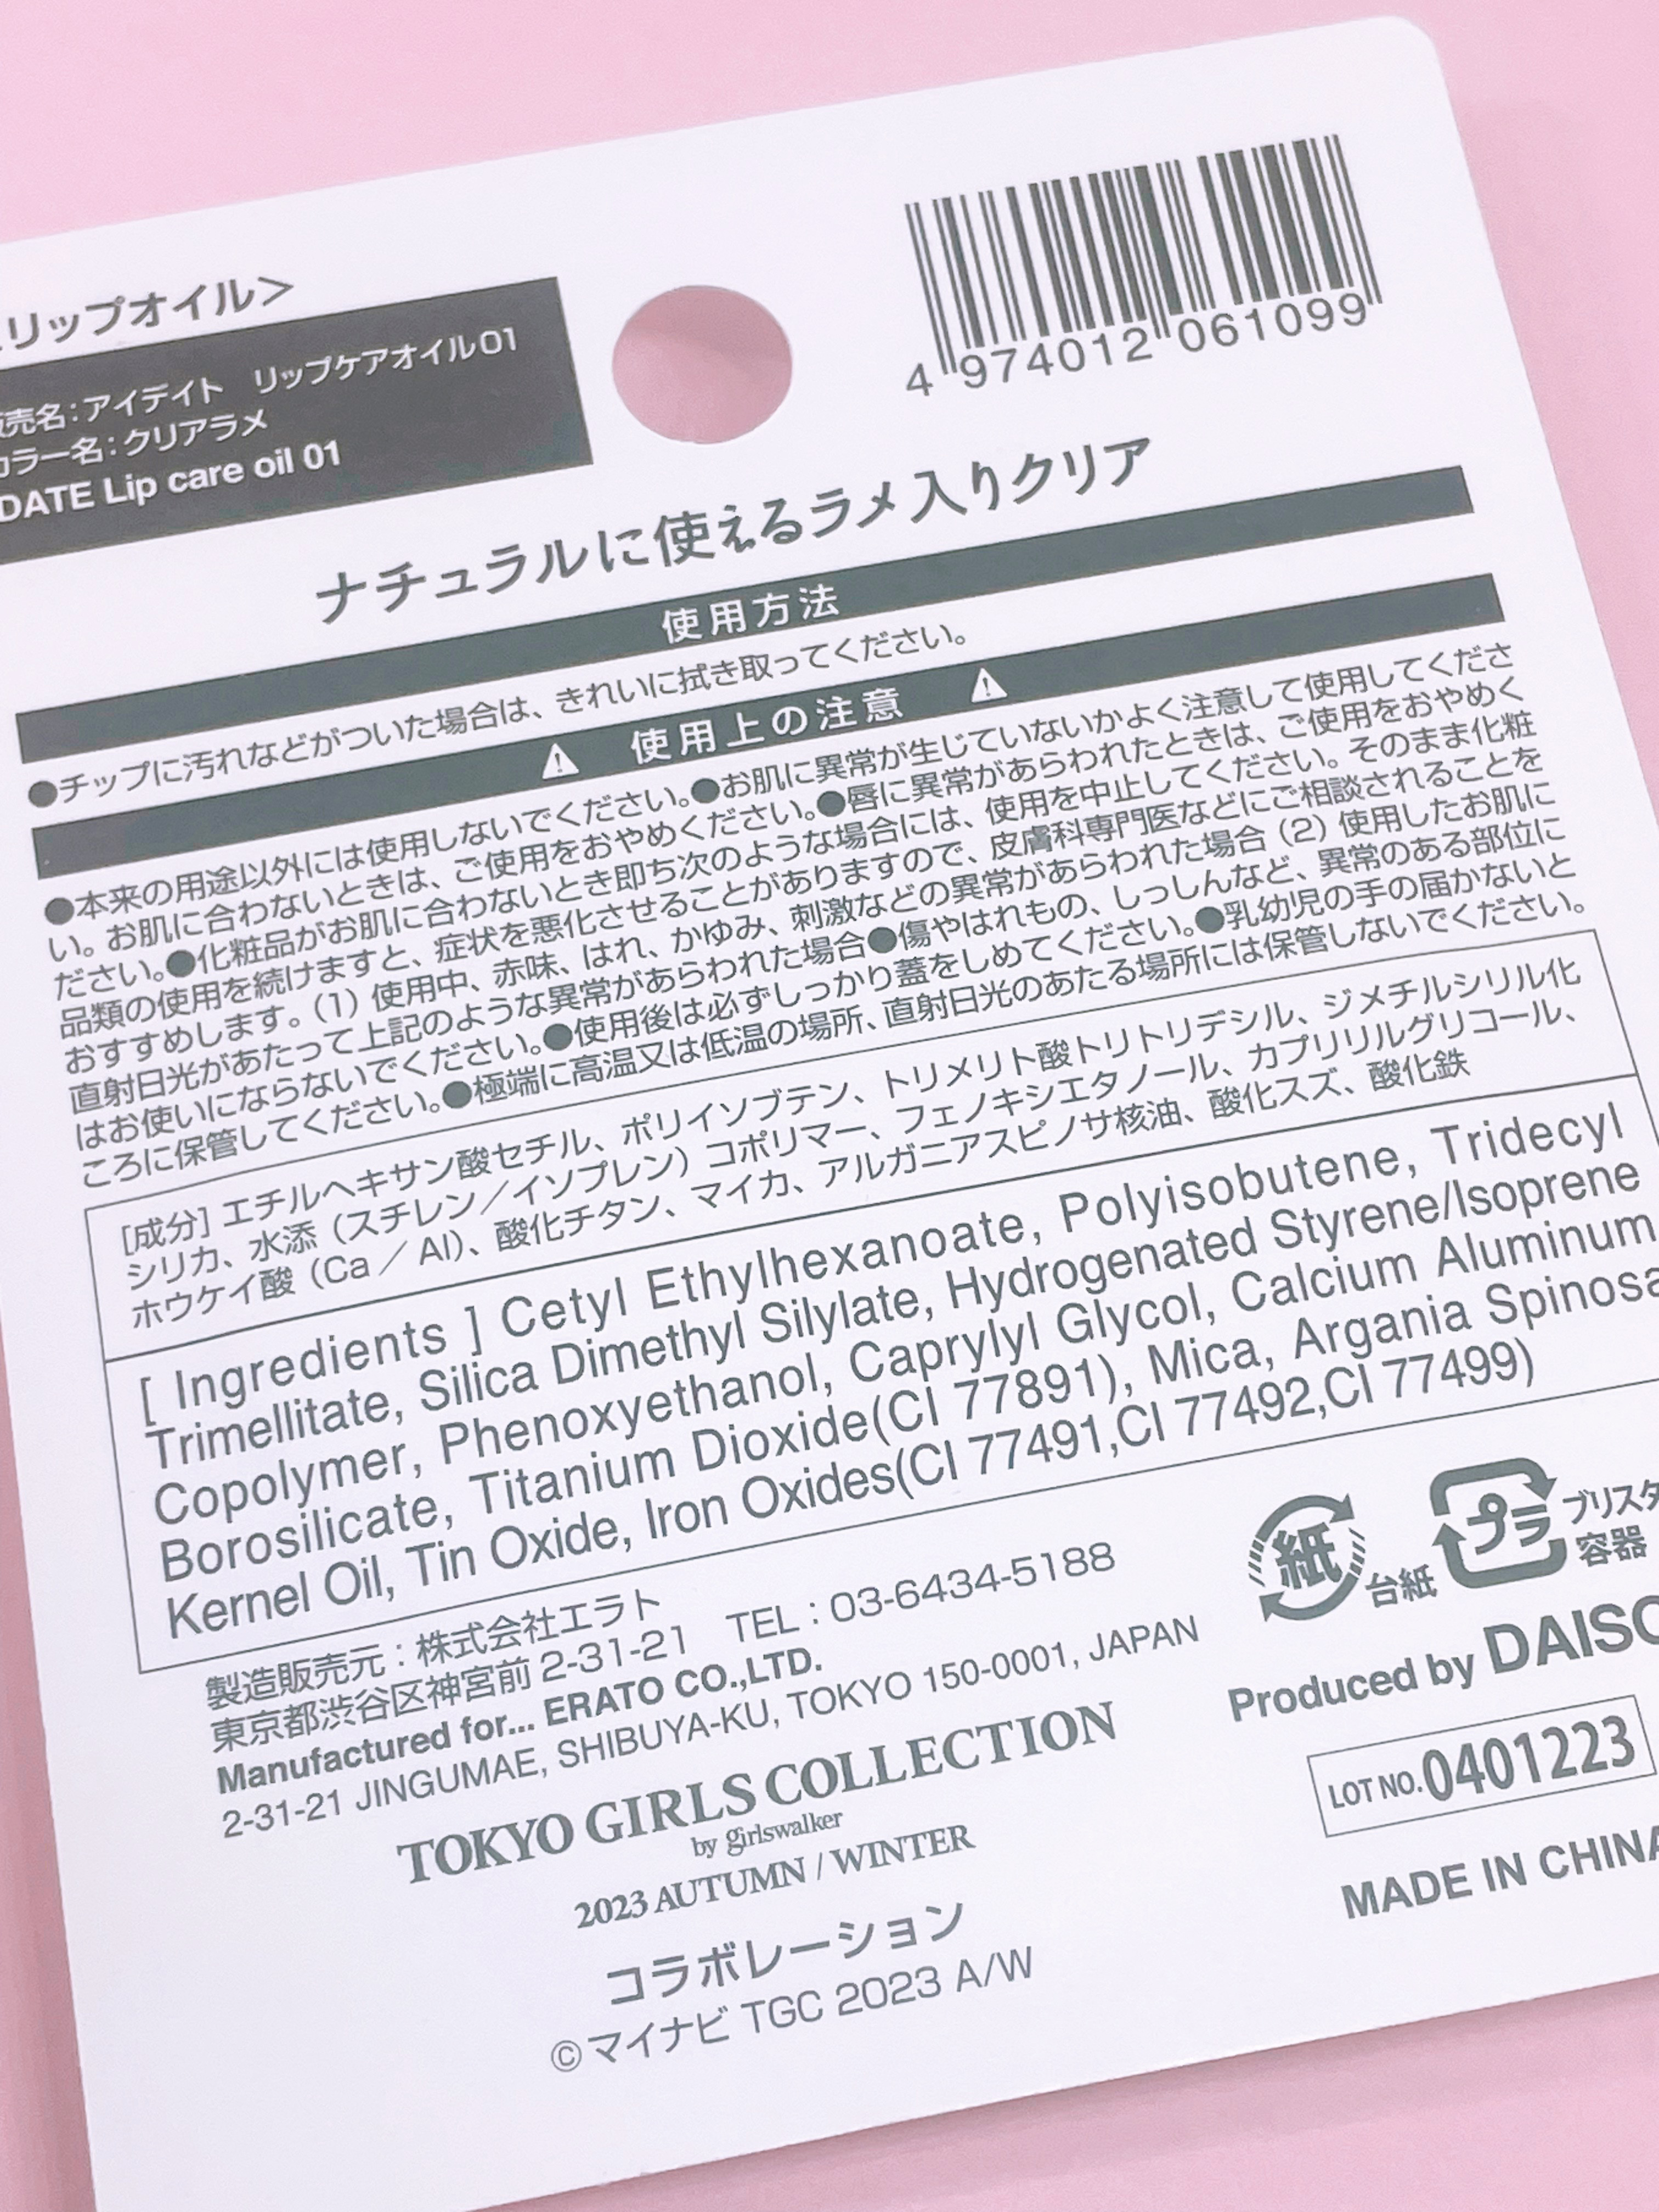 リップオイル＞
販売名：アイデイト　リップケアオイル01
カラー名：クリアラメ
DATE Lip care oil 01
4 974012 061099
ナチュラルに使えるラメ入りクリア
使用方法
●チップに汚れなどがついた場合は、きれいに拭き取ってください。
⚠ 使用上の注意 ⚠
●本来の用途以外には使用しないでください。●お肌に異常が生じていないかよく注意して使用してくださ
い。お肌に合わないときは、ご使用をおやめください。●唇に異常があらわれたときは、ご使用をおやめく
ださい。●化粧品がお肌に合わないとき即ち次のような場合には、使用を中止してください。そのまま化粧
品類の使用を続けますと、症状を悪化させることがありますので、皮膚科専門医などにご相談されることを
おすすめします。（1）使用中、赤味、はれ、かゆみ、刺激などの異常があらわれた場合（2）使用したお肌に
直射日光があたって上記のような異常があらわれた場合●傷やはれもの、しっしんなど、異常のある部位に
はお使いにならないでください。●使用後は必ずしっかり蓋をしめてください。●乳幼児の手の届かないと
ころに保管してください。●極端に高温又は低温の場所、直射日光のあたる場所には保管しないでください。
[成分] エチルヘキサン酸セチル、ポリイソブテン、トリメリト酸トリトリデシル、ジメチルシリル化
シリカ、水添（スチレン／イソプレン）コポリマー、フェノキシエタノール、カプリリルグリコール、
ホウケイ酸（Ca／Al）、酸化チタン、マイカ、アルガニアスピノサ核油、酸化スズ、酸化鉄
[ Ingredients ] Cetyl Ethylhexanoate, Polyisobutene, Tridecyl
Trimellitate, Silica Dimethyl Silylate, Hydrogenated Styrene/Isoprene
Copolymer, Phenoxyethanol, Caprylyl Glycol, Calcium Aluminum
Borosilicate, Titanium Dioxide(CI 77891), Mica, Argania Spinosa
Kernel Oil, Tin Oxide, Iron Oxides(CI 77491,CI 77492,CI 77499)
製造販売元：株式会社エラト
東京都渋谷区神宮前 2-31-21　TEL：03-6434-5188
Manufactured for... ERATO CO.,LTD.
2-31-21 JINGUMAE, SHIBUYA-KU, TOKYO 150-0001, JAPAN
紙 台紙
プラ ブリスタ
容器
Produced by DAISO
LOT NO. 0401223
MADE IN CHINA
TOKYO GIRLS COLLECTION
by girlswalker
2023 AUTUMN / WINTER
コラボレーション
©マイナビ TGC 2023 A/W